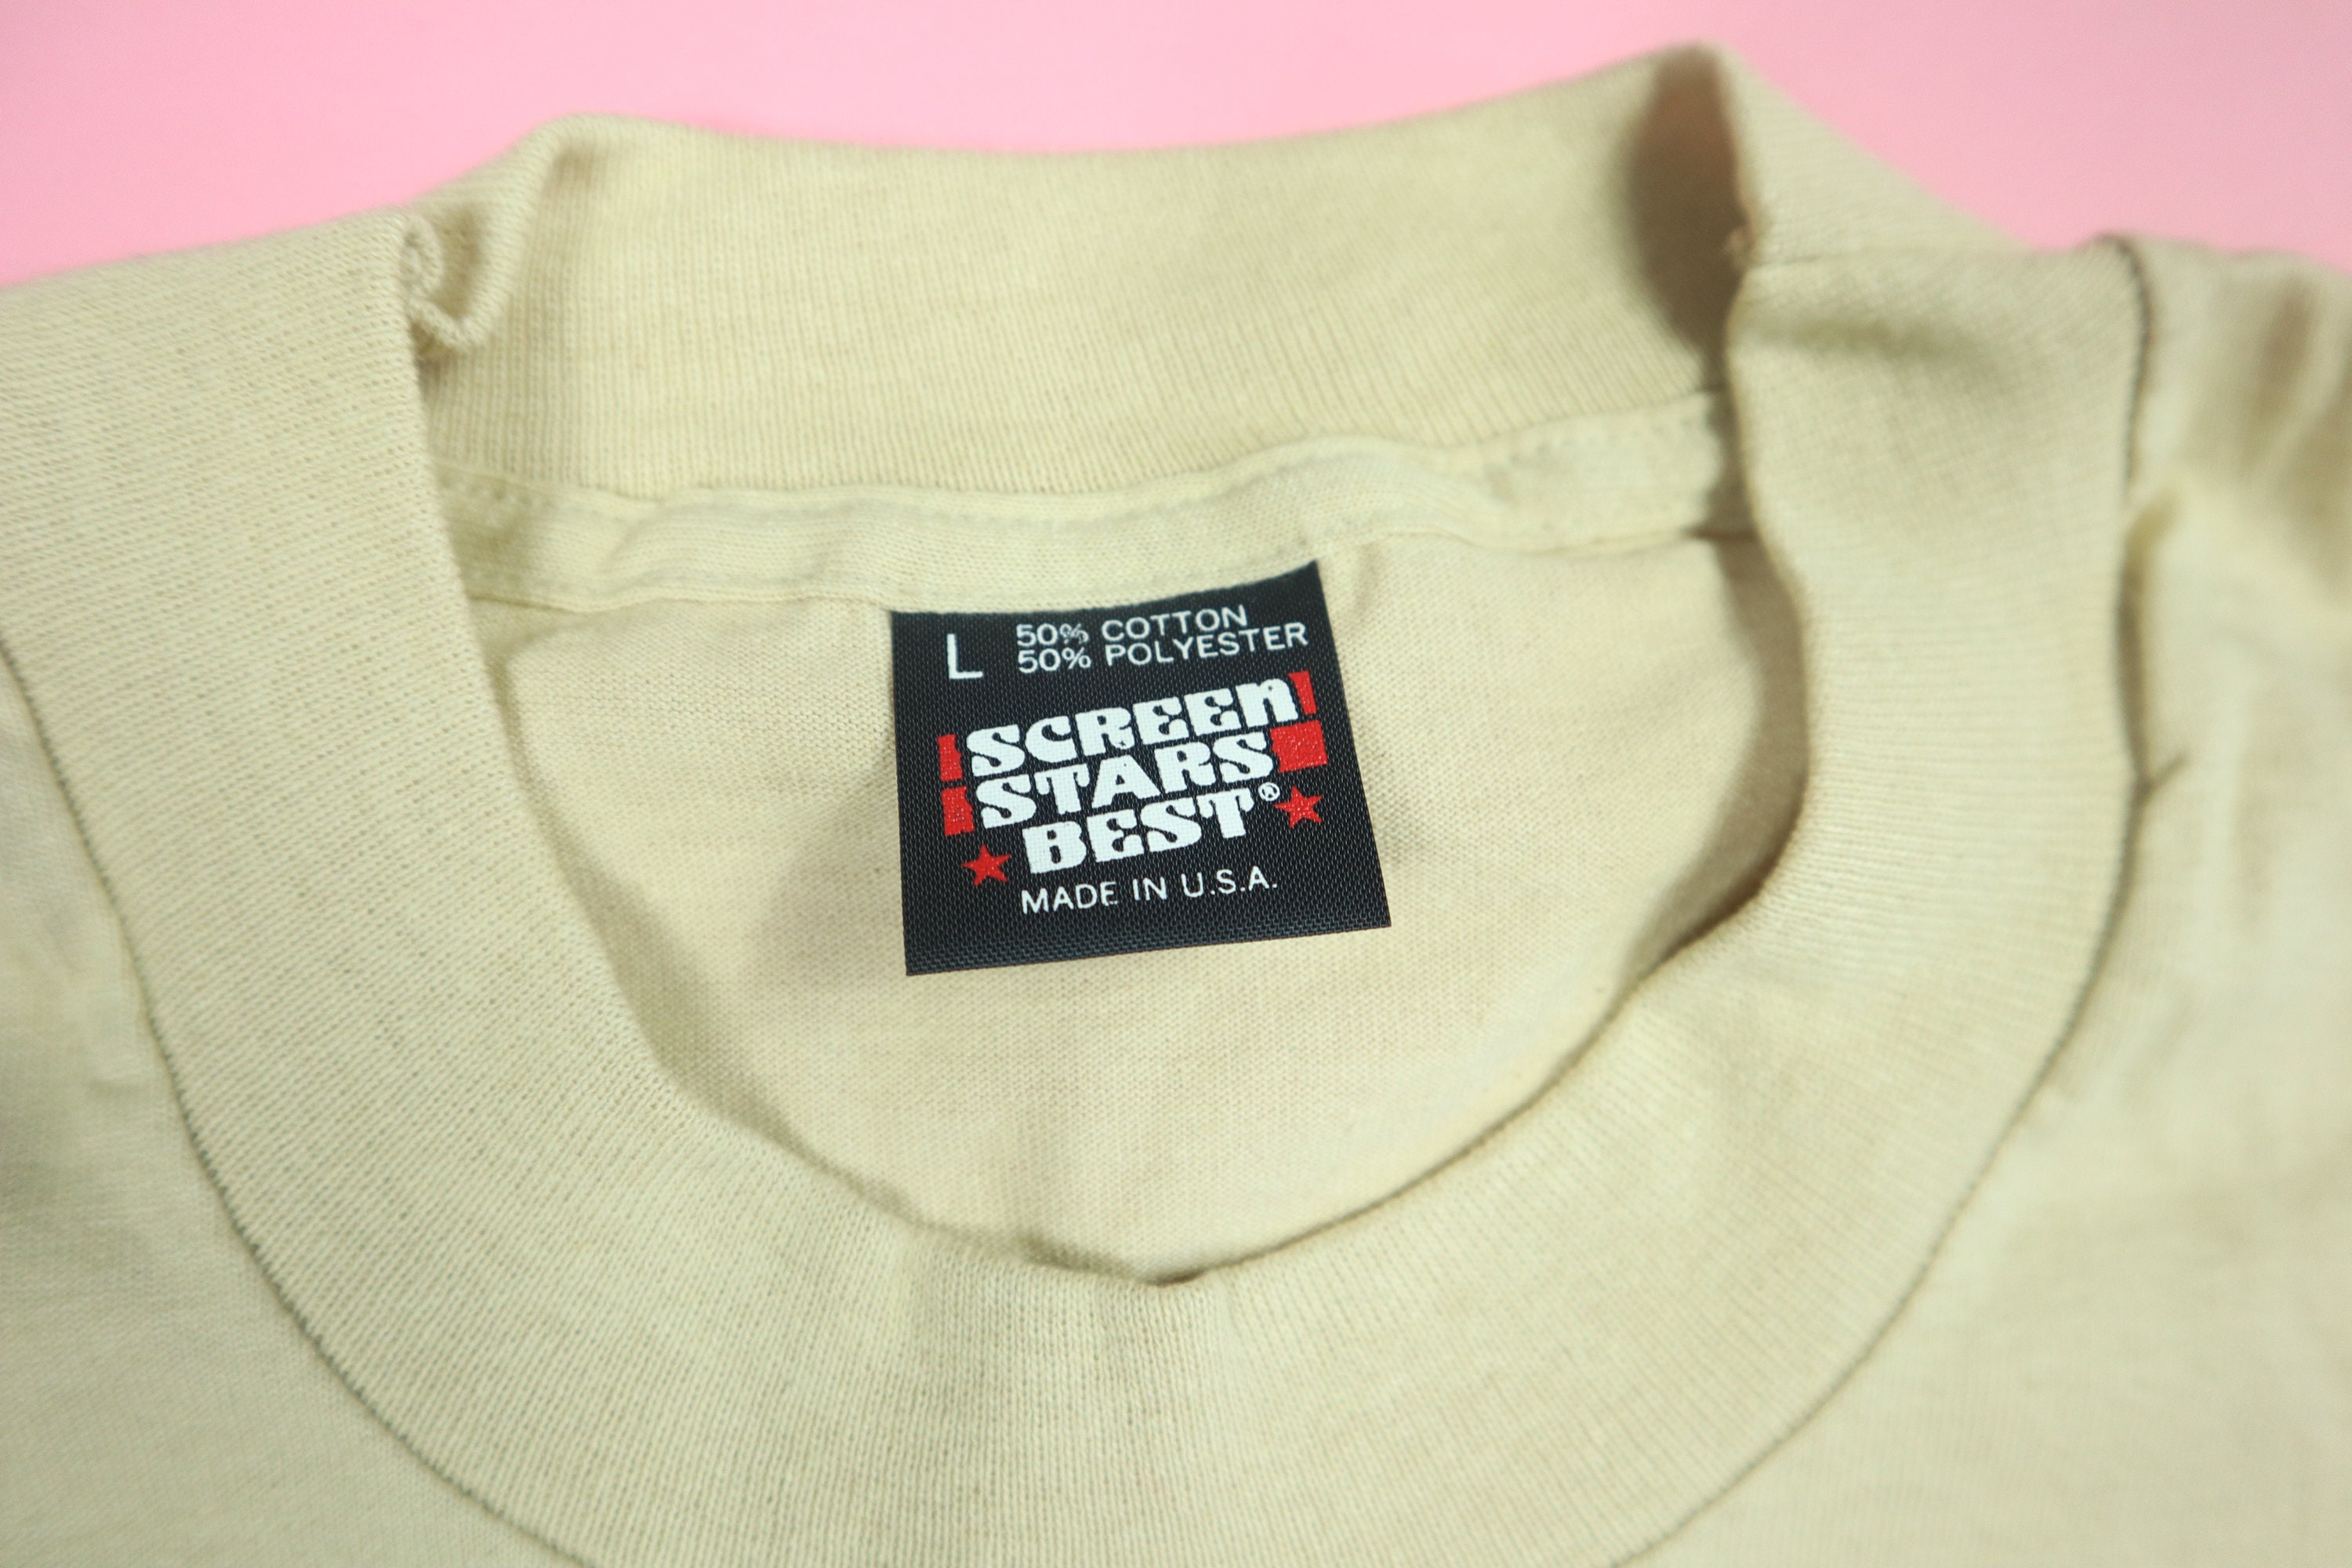 L 50% COTTON
50% POLYESTER
SCREEN
STARS
BEST®
MADE IN U.S.A.